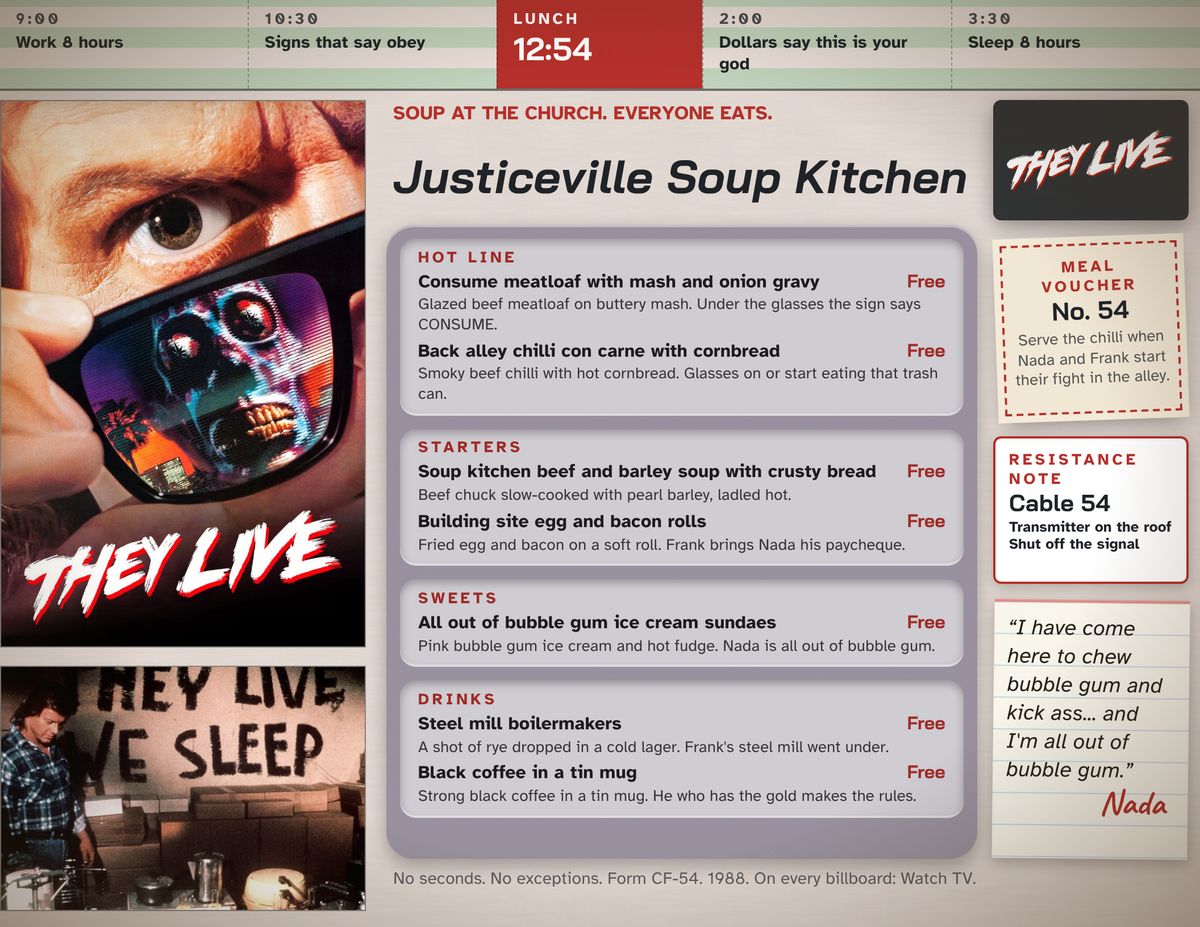 9:00
Work 8 hours
10:30
Signs that say obey
LUNCH
12:54
2:00
Dollars say this is your
god
3:30
Sleep 8 hours
THEY LIVE
HEY LIVE,
WE SLEEP
SOUP AT THE CHURCH. EVERYONE EATS.
Justiceville Soup Kitchen
HOT LINE
Consume meatloaf with mash and onion gravy Free
Glazed beef meatloaf on buttery mash. Under the glasses the sign says
CONSUME.
Back alley chilli con carne with cornbread Free
Smoky beef chilli with hot cornbread. Glasses on or start eating that trash
can.
STARTERS
Soup kitchen beef and barley soup with crusty bread Free
Beef chuck slow-cooked with pearl barley, ladled hot.
Building site egg and bacon rolls Free
Fried egg and bacon on a soft roll. Frank brings Nada his paycheque.
SWEETS
All out of bubble gum ice cream sundaes Free
Pink bubble gum ice cream and hot fudge. Nada is all out of bubble gum.
DRINKS
Steel mill boilermakers Free
A shot of rye dropped in a cold lager. Frank's steel mill went under.
Black coffee in a tin mug Free
Strong black coffee in a tin mug. He who has the gold makes the rules.
No seconds. No exceptions. Form CF-54. 1988. On every billboard: Watch TV.
THEY LIVE
MEAL
VOUCHER
No. 54
Serve the chilli when
Nada and Frank start
their fight in the alley.
RESISTANCE
NOTE
Cable 54
Transmitter on the roof
Shut off the signal
“I have come
here to chew
bubble gum and
kick ass... and
I'm all out of
bubble gum.”
Nada